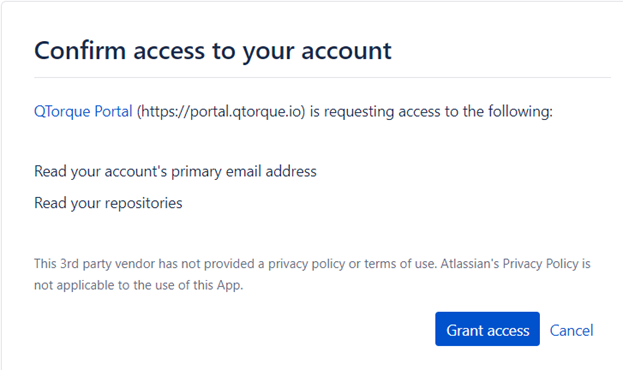 Confirm access to your account
QTorque Portal (https://portal.qtorque.io) is requesting access to the following:
Read your account's primary email address
Read your repositories
This 3rd party vendor has not provided a privacy policy or terms of use. Atlassian's Privacy Policy is
not applicable to the use of this App.
Grant access Cancel